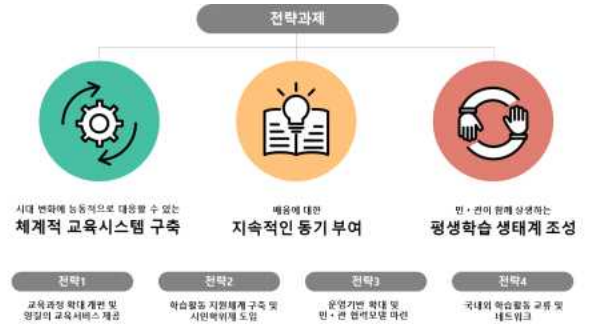 전략과제
시대 변화에 능동적으로 대응할 수 있는
체계적 교육시스템 구축
배움에 대한
지속적인 동기 부여
민・관이 함께 상생하는
평생학습 생태계 조성
전략1
교육과정 확대 개편 및
양질의 교육서비스 제공
전략2
학습활동 지원체계 구축 및
시민학위제 도입
전략3
운영기반 확대 및
민・관 협력모델 마련
전략4
국내외 학습활동 교류 및
네트워크